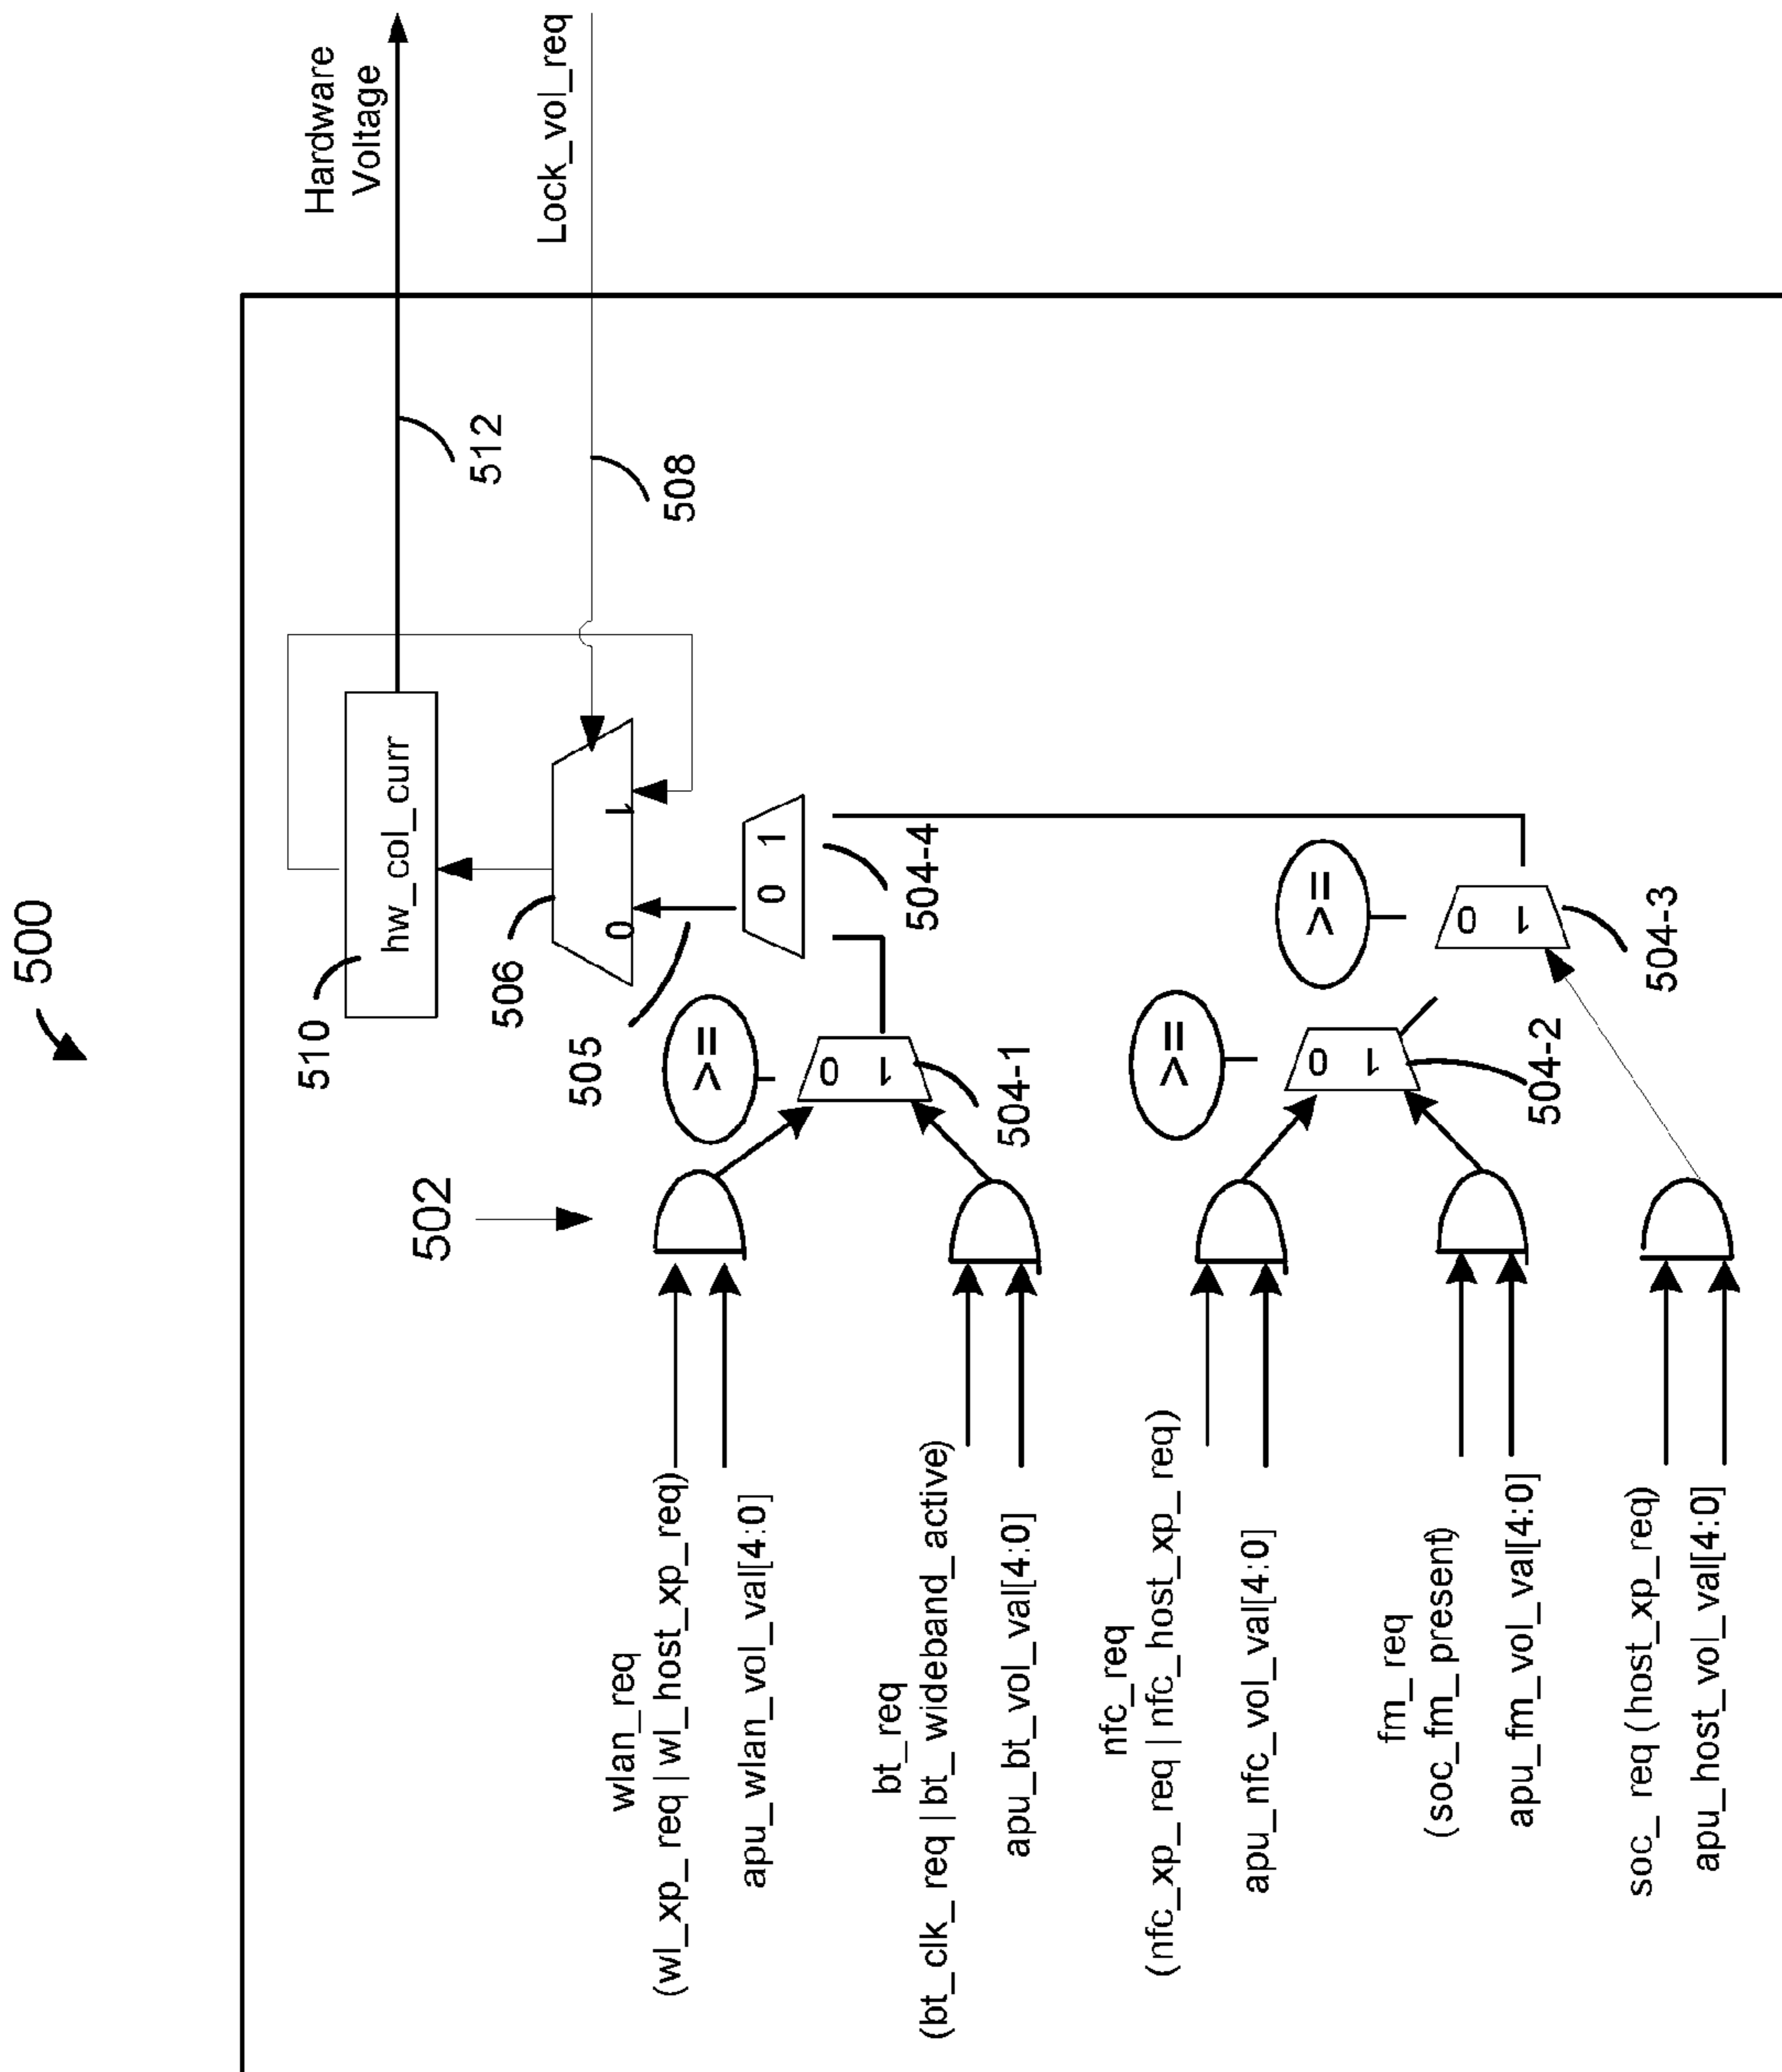 500
Hardware
Voltage
Lock_vol_req
512
508
510
hw_col_curr
506
0 1
505
0 1
504-4
502
<=
0 1
504-1
<=
0 1
504-2
<=
0 1
504-3
wlan_req
(wl_xp_req | wl_host_xp_req)
apu_wlan_vol_val[4:0]
bt_req
(bt_clk_req | bt_wideband_active)
apu_bt_vol_val[4:0]
nfc_req
(nfc_xp_req | nfc_host_xp_req)
apu_nfc_vol_val[4:0]
fm_req
(soc_fm_present)
apu_fm_vol_val[4:0]
soc_req (host_xp_req)
apu_host_vol_val[4:0]